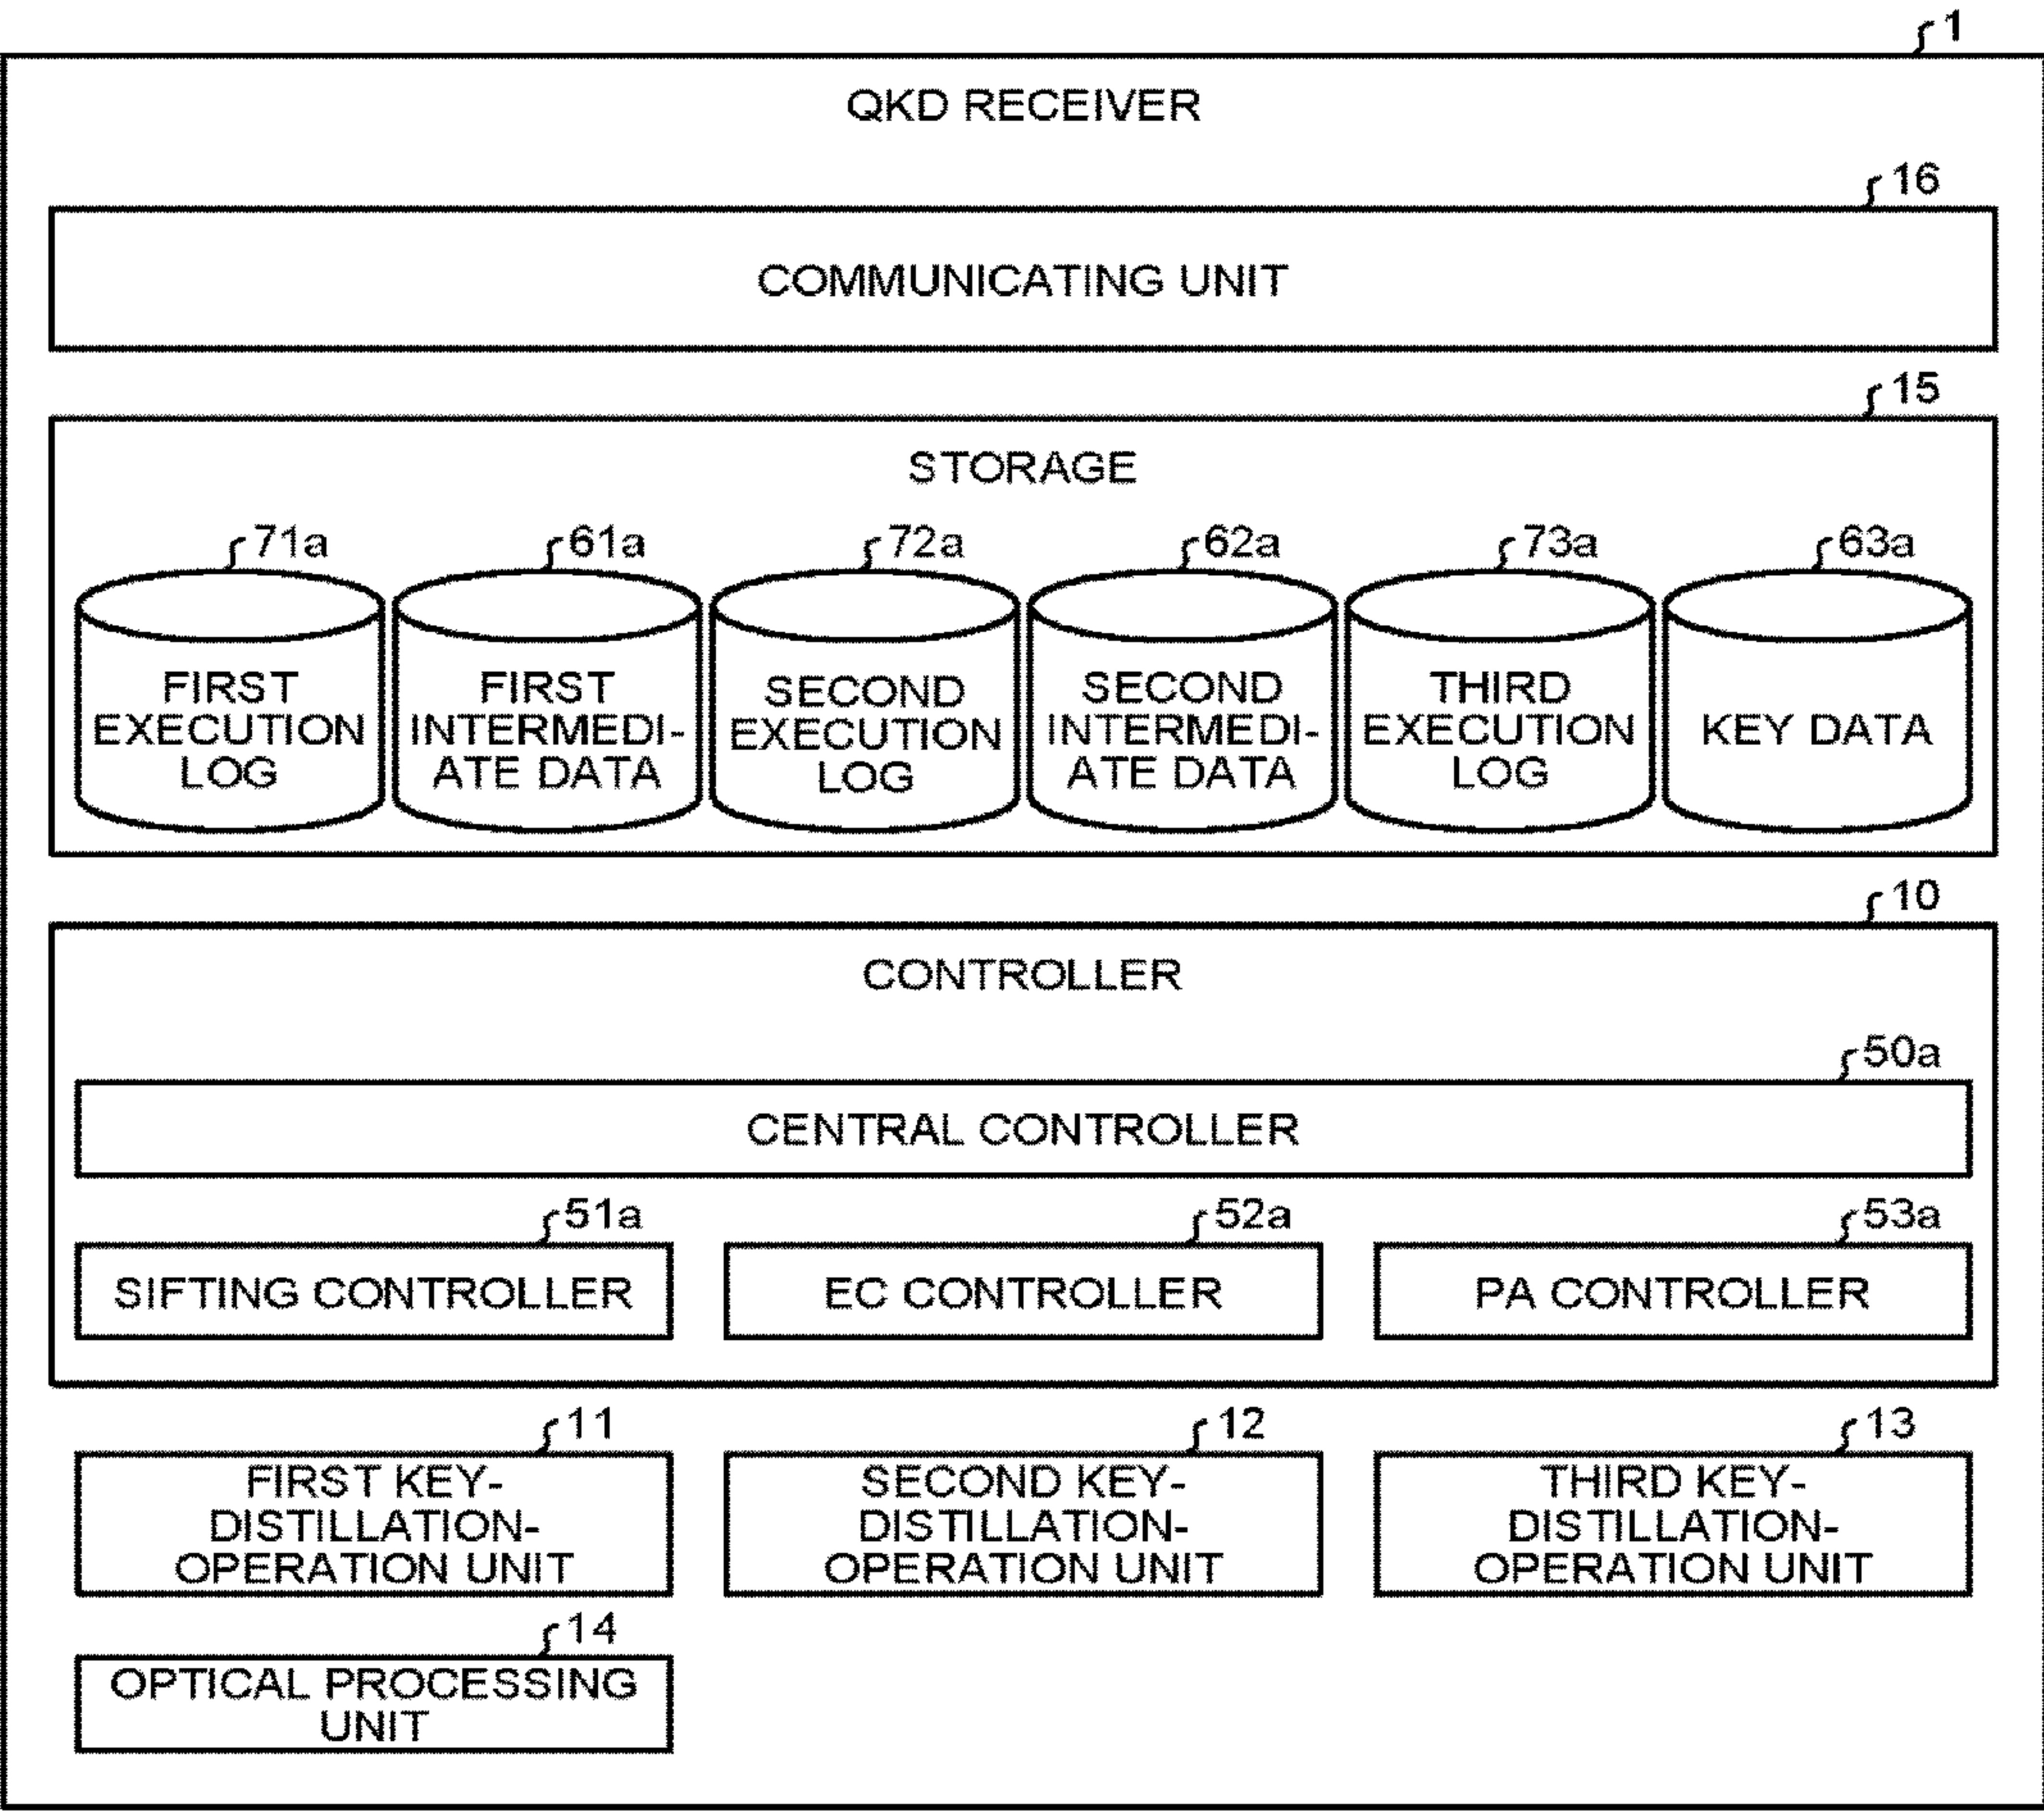 1
QKD RECEIVER
16
COMMUNICATING UNIT
15
STORAGE
71a
61a
72a
62a
73a
63a
FIRST
EXECUTION
LOG
FIRST
INTERMEDI-
ATE DATA
SECOND
EXECUTION
LOG
SECOND
INTERMEDI-
ATE DATA
THIRD
EXECUTION
LOG
KEY DATA
10
CONTROLLER
50a
CENTRAL CONTROLLER
51a
52a
53a
SIFTING CONTROLLER
EC CONTROLLER
PA CONTROLLER
11
12
13
FIRST KEY-
DISTILLATION-
OPERATION UNIT
SECOND KEY-
DISTILLATION-
OPERATION UNIT
THIRD KEY-
DISTILLATION-
OPERATION UNIT
14
OPTICAL PROCESSING
UNIT